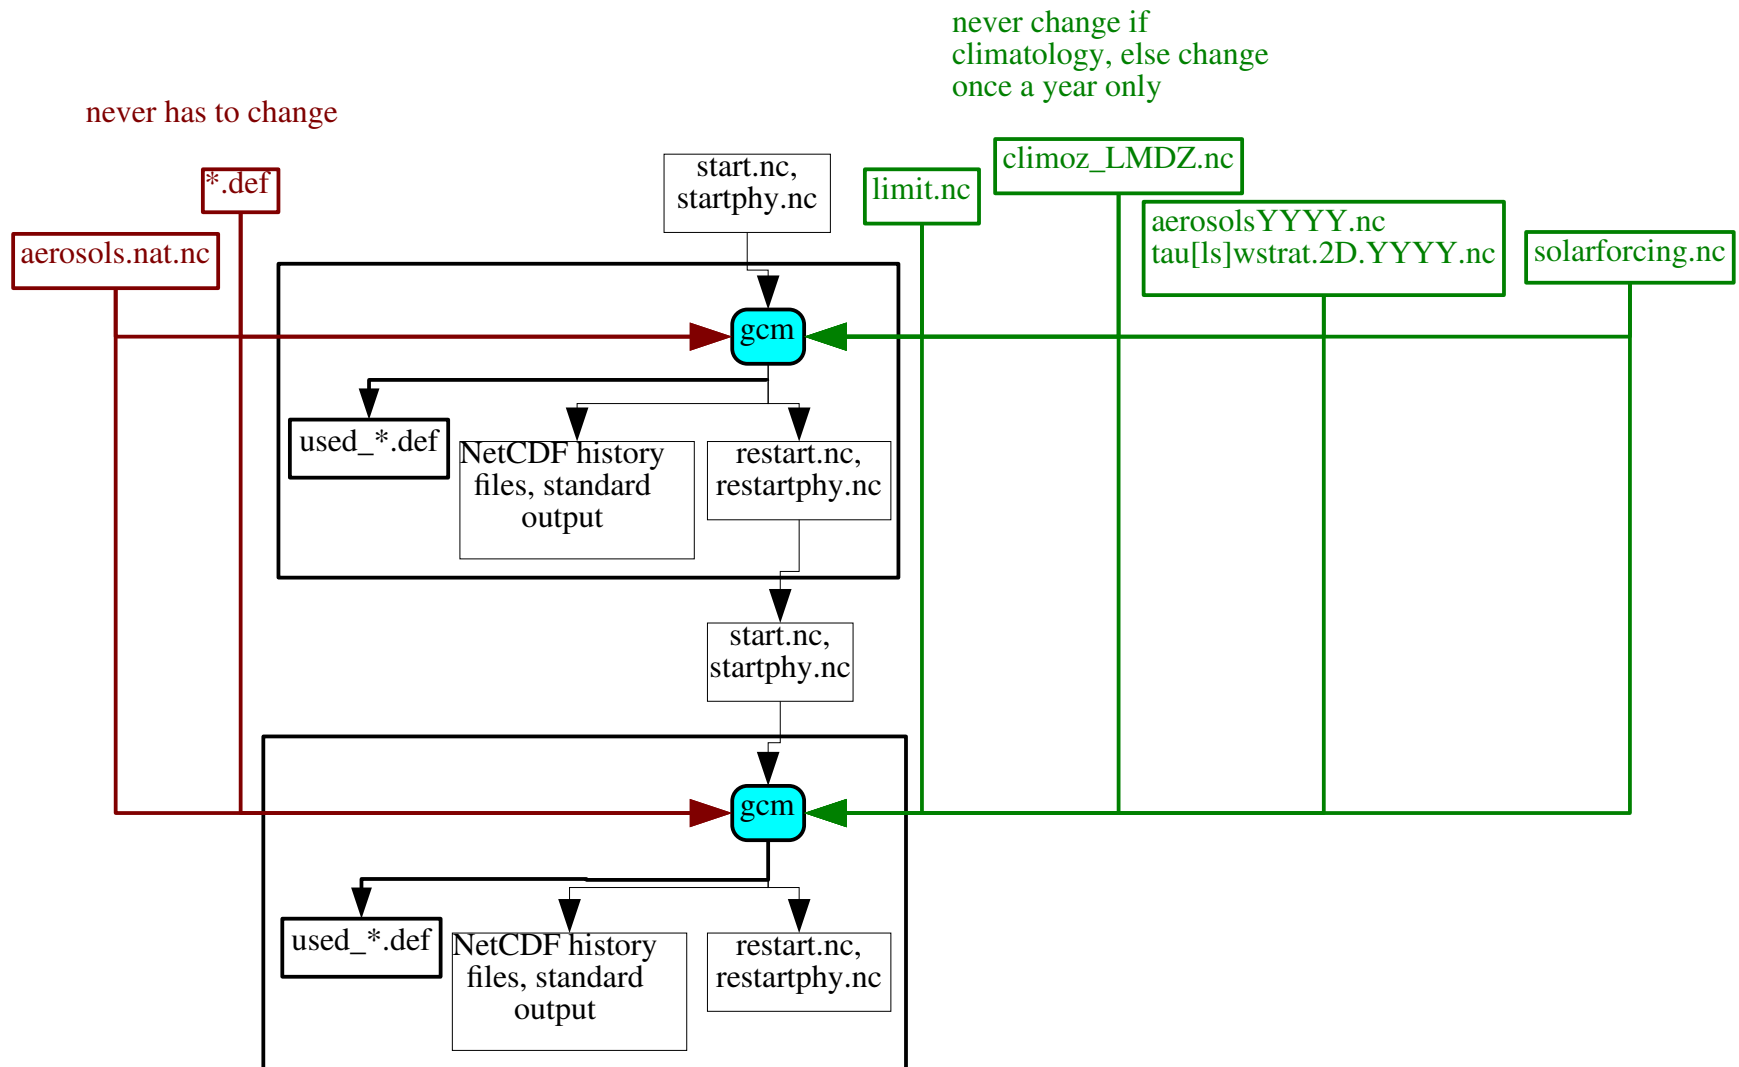 never change if
climatology, else change
once a year only
never has to change
*.def
aerosols.nat.nc
start.nc,
startphy.nc
limit.nc
climoz_LMDZ.nc
aerosolsYYYY.nc
tau[ls]wstrat.2D.YYYY.nc
solarforcing.nc
gcm
used_*.def
NetCDF history
files, standard
output
restart.nc,
restartphy.nc
start.nc,
startphy.nc
gcm
used_*.def
NetCDF history
files, standard
output
restart.nc,
restartphy.nc